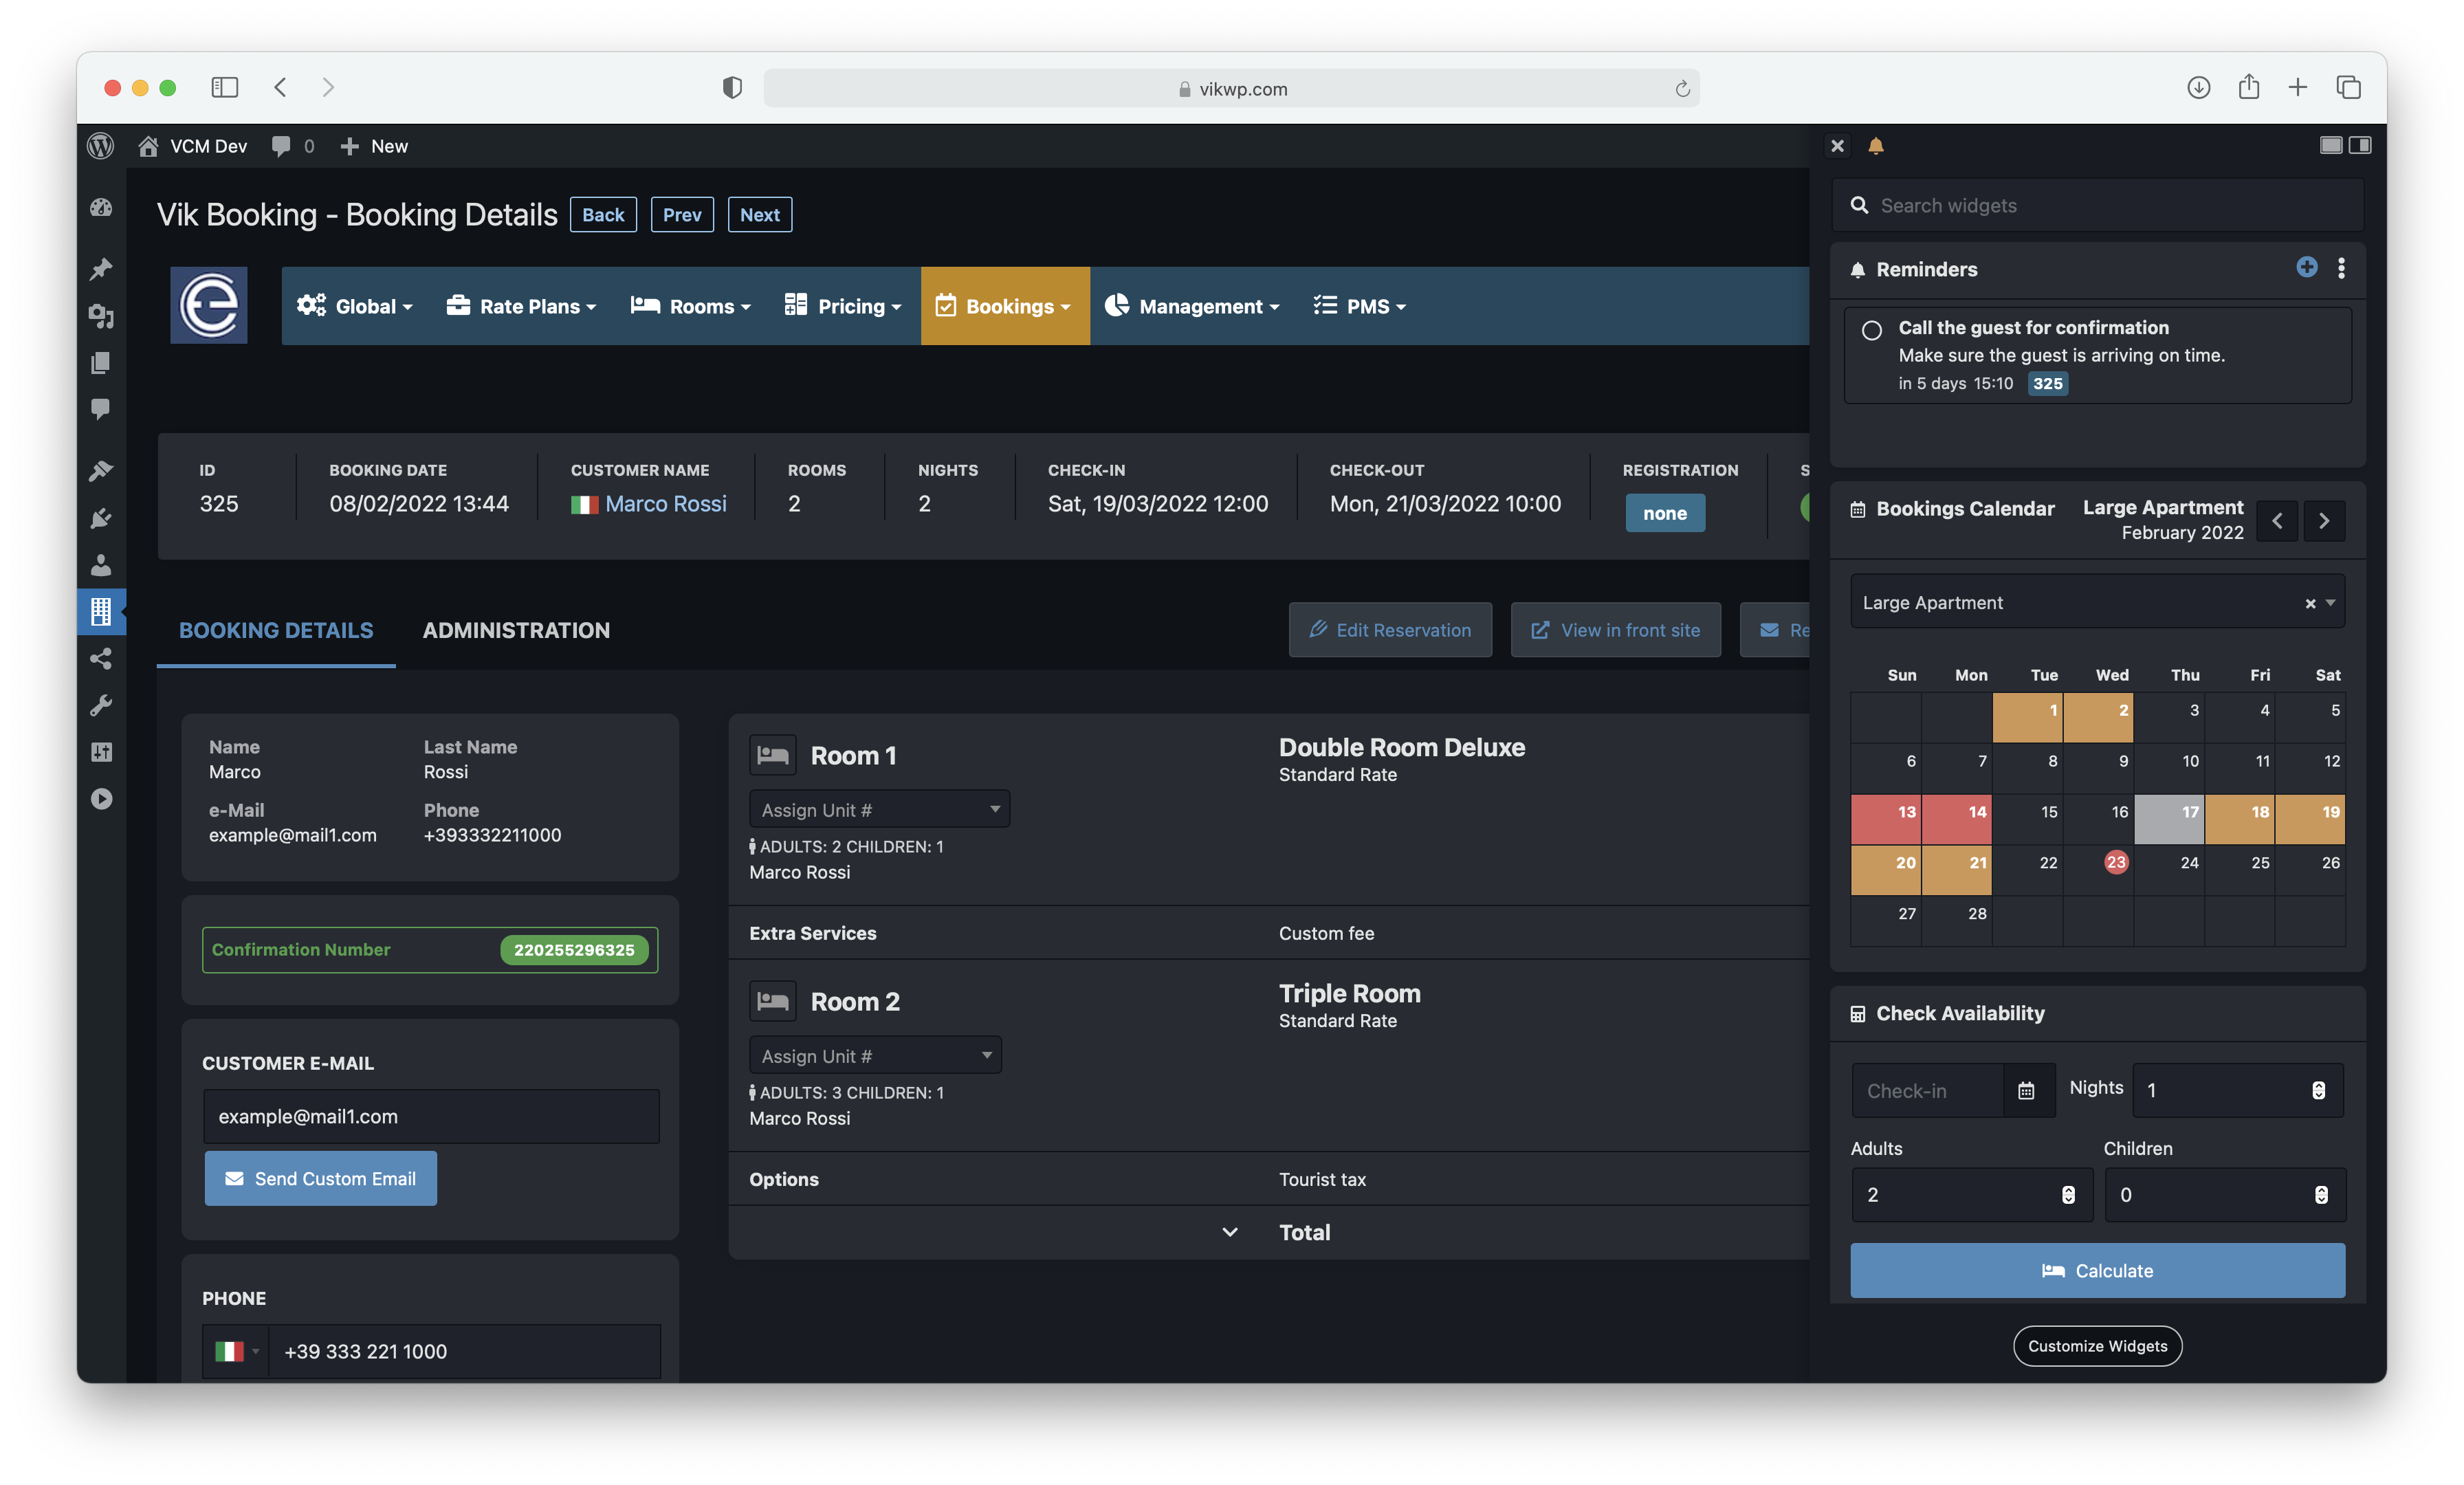 vikwp.com
VCM Dev 0 New
Vik Booking - Booking Details Back Prev Next
Global Rate Plans Rooms Pricing Bookings Management PMS
ID BOOKING DATE CUSTOMER NAME ROOMS NIGHTS CHECK-IN CHECK-OUT REGISTRATION S
325 08/02/2022 13:44 Marco Rossi 2 2 Sat, 19/03/2022 12:00 Mon, 21/03/2022 10:00 none
BOOKING DETAILS ADMINISTRATION Edit Reservation View in front site Re
Name Last Name
Marco Rossi
e-Mail Phone
example@mail1.com +393332211000
Confirmation Number 220255296325
CUSTOMER E-MAIL
example@mail1.com
Send Custom Email
PHONE
+39 333 221 1000
Room 1 Double Room Deluxe
Standard Rate
Assign Unit #
ADULTS: 2 CHILDREN: 1
Marco Rossi
Extra Services Custom fee
Room 2 Triple Room
Standard Rate
Assign Unit #
ADULTS: 3 CHILDREN: 1
Marco Rossi
Options Tourist tax
Total
Search widgets
Reminders
Call the guest for confirmation
Make sure the guest is arriving on time.
in 5 days 15:10 325
Bookings Calendar Large Apartment
February 2022
Large Apartment
Sun Mon Tue Wed Thu Fri Sat
1 2 3 4 5
6 7 8 9 10 11 12
13 14 15 16 17 18 19
20 21 22 23 24 25 26
27 28
Check Availability
Check-in Nights 1
Adults Children
2 0
Calculate
Customize Widgets